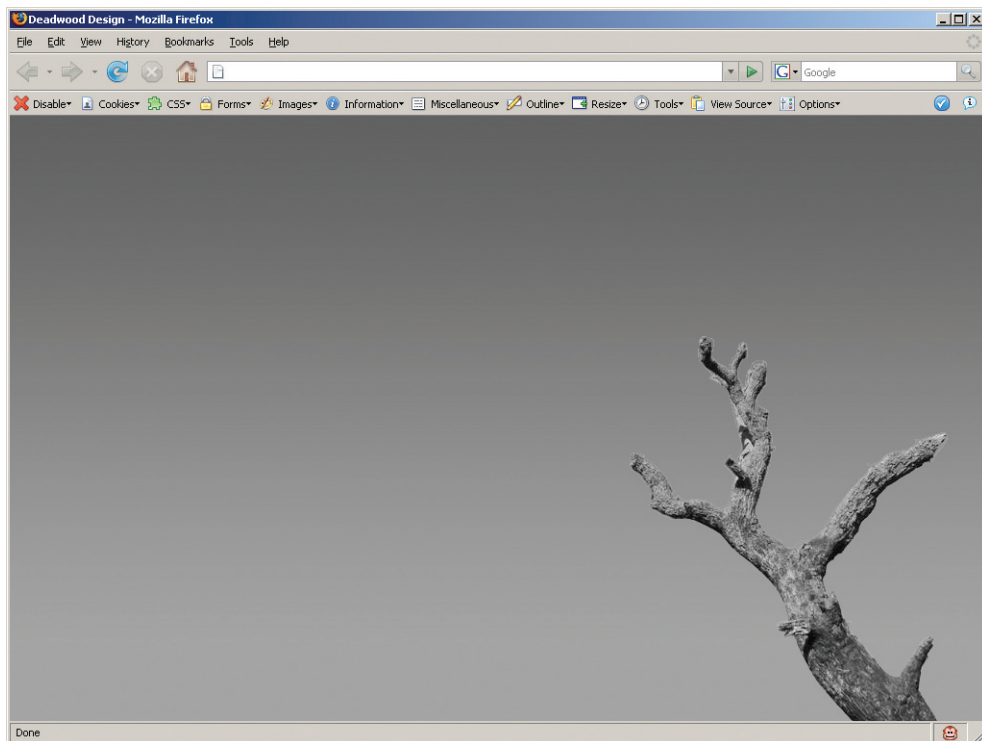 Deadwood Design - Mozilla Firefox
File Edit View History Bookmarks Tools Help
G Google
Disable Cookies CSS Forms Images Information Miscellaneous Outline Resize Tools View Source Options
Done